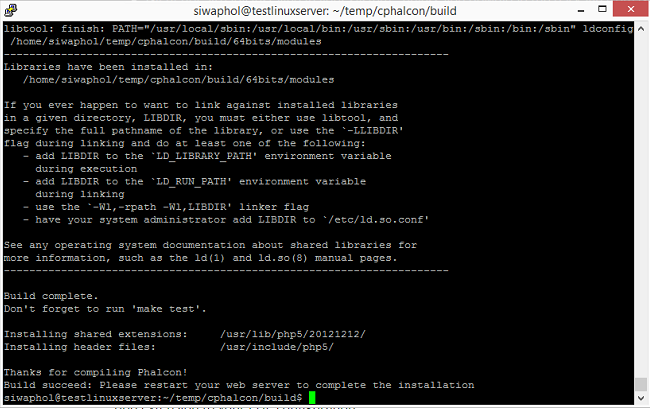 siwaphol@testlinuxserver: ~/temp/cphalcon/build
libtool: finish: PATH="/usr/local/sbin:/usr/local/bin:/usr/sbin:/usr/bin:/sbin:/bin:/sbin" ldconfig
/home/siwaphol/temp/cphalcon/build/64bits/modules
----------------------------------------------------------------------
Libraries have been installed in:
   /home/siwaphol/temp/cphalcon/build/64bits/modules

If you ever happen to want to link against installed libraries
in a given directory, LIBDIR, you must either use libtool, and
specify the full pathname of the library, or use the `-LLIBDIR'
flag during linking and do at least one of the following:
   - add LIBDIR to the `LD_LIBRARY_PATH' environment variable
     during execution
   - add LIBDIR to the `LD_RUN_PATH' environment variable
     during linking
   - use the `-Wl,-rpath -Wl,LIBDIR' linker flag
   - have your system administrator add LIBDIR to `/etc/ld.so.conf'

See any operating system documentation about shared libraries for
more information, such as the ld(1) and ld.so(8) manual pages.
----------------------------------------------------------------------

Build complete.
Don't forget to run 'make test'.

Installing shared extensions:     /usr/lib/php5/20121212/
Installing header files:          /usr/include/php5/

Thanks for compiling Phalcon!
Build succeed: Please restart your web server to complete the installation
siwaphol@testlinuxserver:~/temp/cphalcon/build$